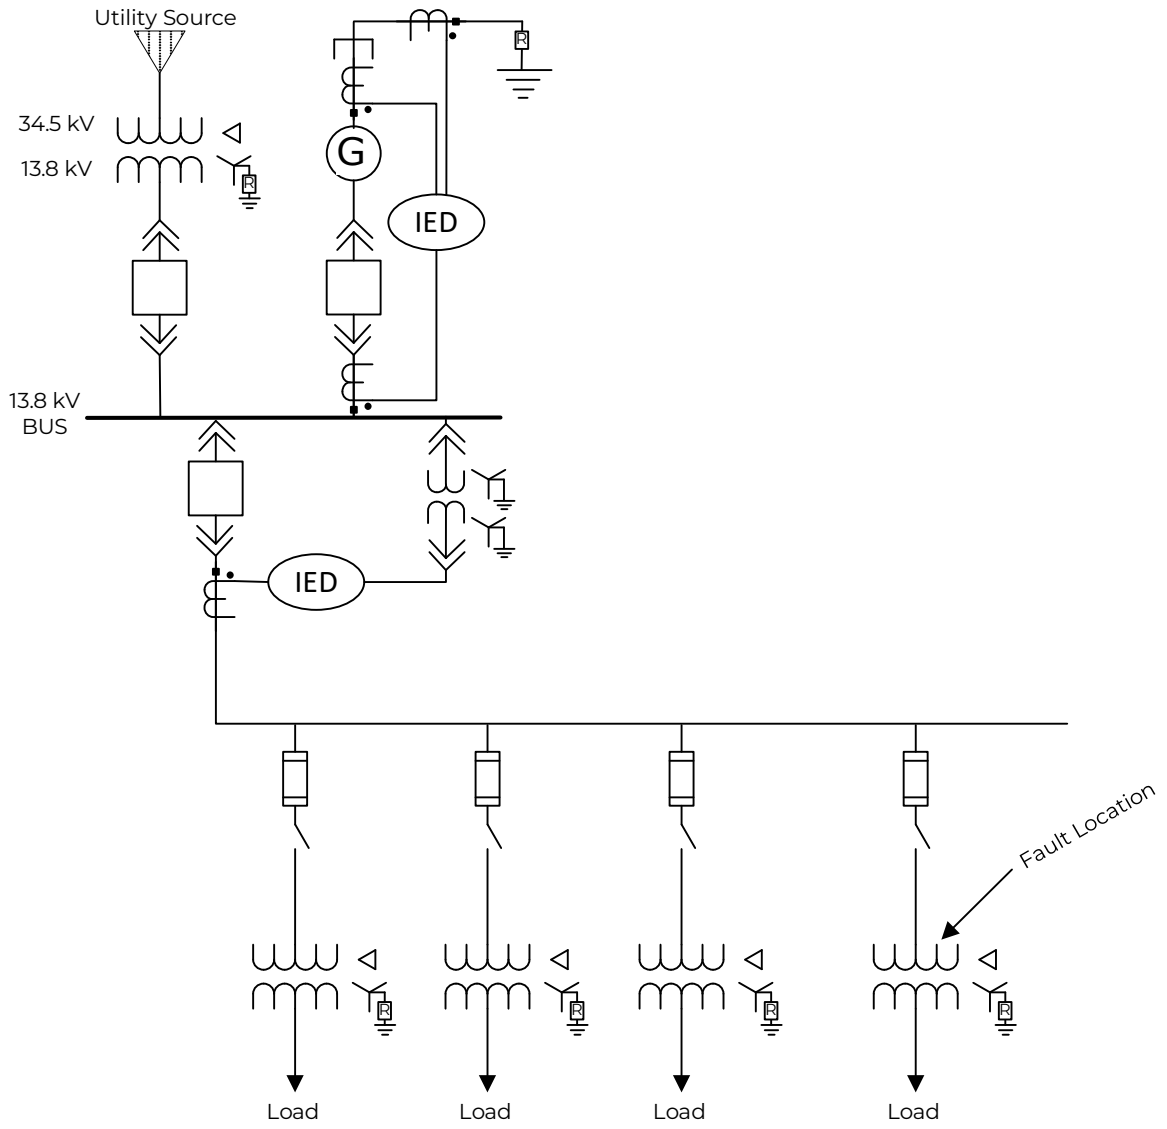 Utility Source
R
34.5 kV
13.8 kV
R
G
IED
13.8 kV
BUS
IED
Fault Location
R
R
R
R
Load
Load
Load
Load